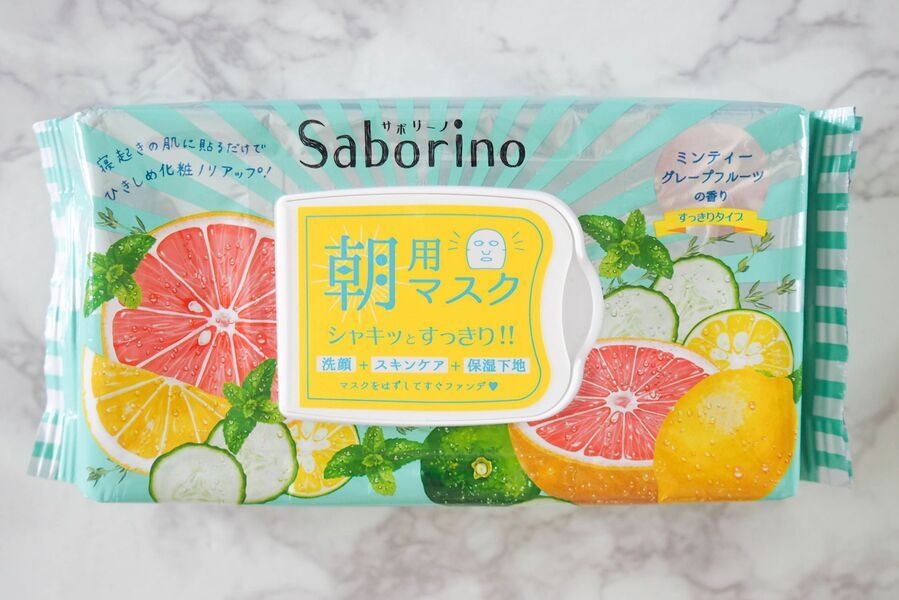 サボリーノ
Saborino
寝起きの肌に貼るだけで
ひきしめ化粧ノリアップ!
ミンティー
グレープフルーツ
の香り
すっきりタイプ
朝用マスク
シャキッとすっきり!!
洗顔+スキンケア+保湿下地
マスクをはずしてすぐファンデ♥